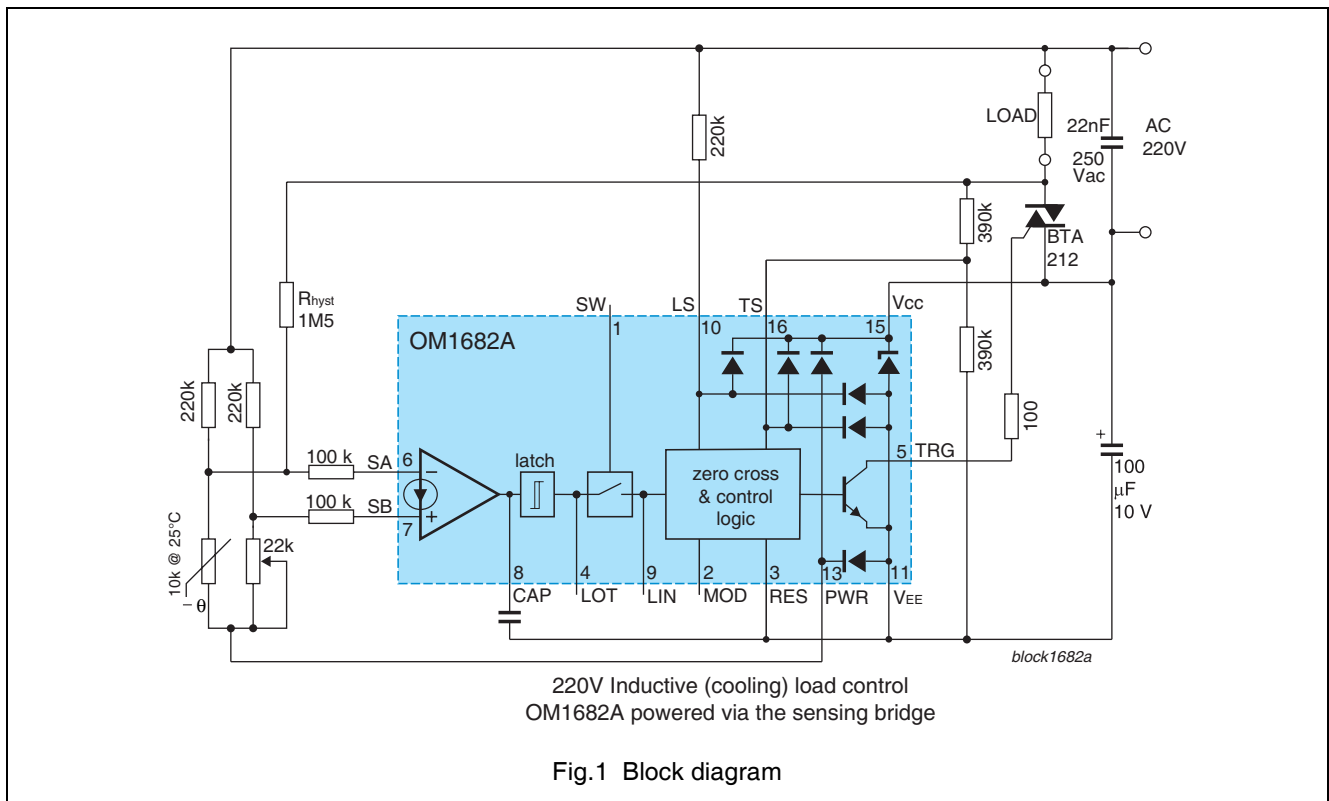 220k
LOAD
22nF
250
Vac
AC
220V
390k
BTA
212
Rhyst
1M5
SW
LS
TS
Vcc
1
10
16
15
OM1682A
390k
220k
220k
100
100 k
SA
6
−
latch
zero cross
& control
logic
5
TRG
+
100
μF
10 V
100 k
SB
7
+
10k @ 25°C
− θ
22k
8
4
9
2
3
13
11
CAP
LOT
LIN
MOD
RES
PWR
VEE
block1682a
220V Inductive (cooling) load control
OM1682A powered via the sensing bridge
Fig.1 Block diagram